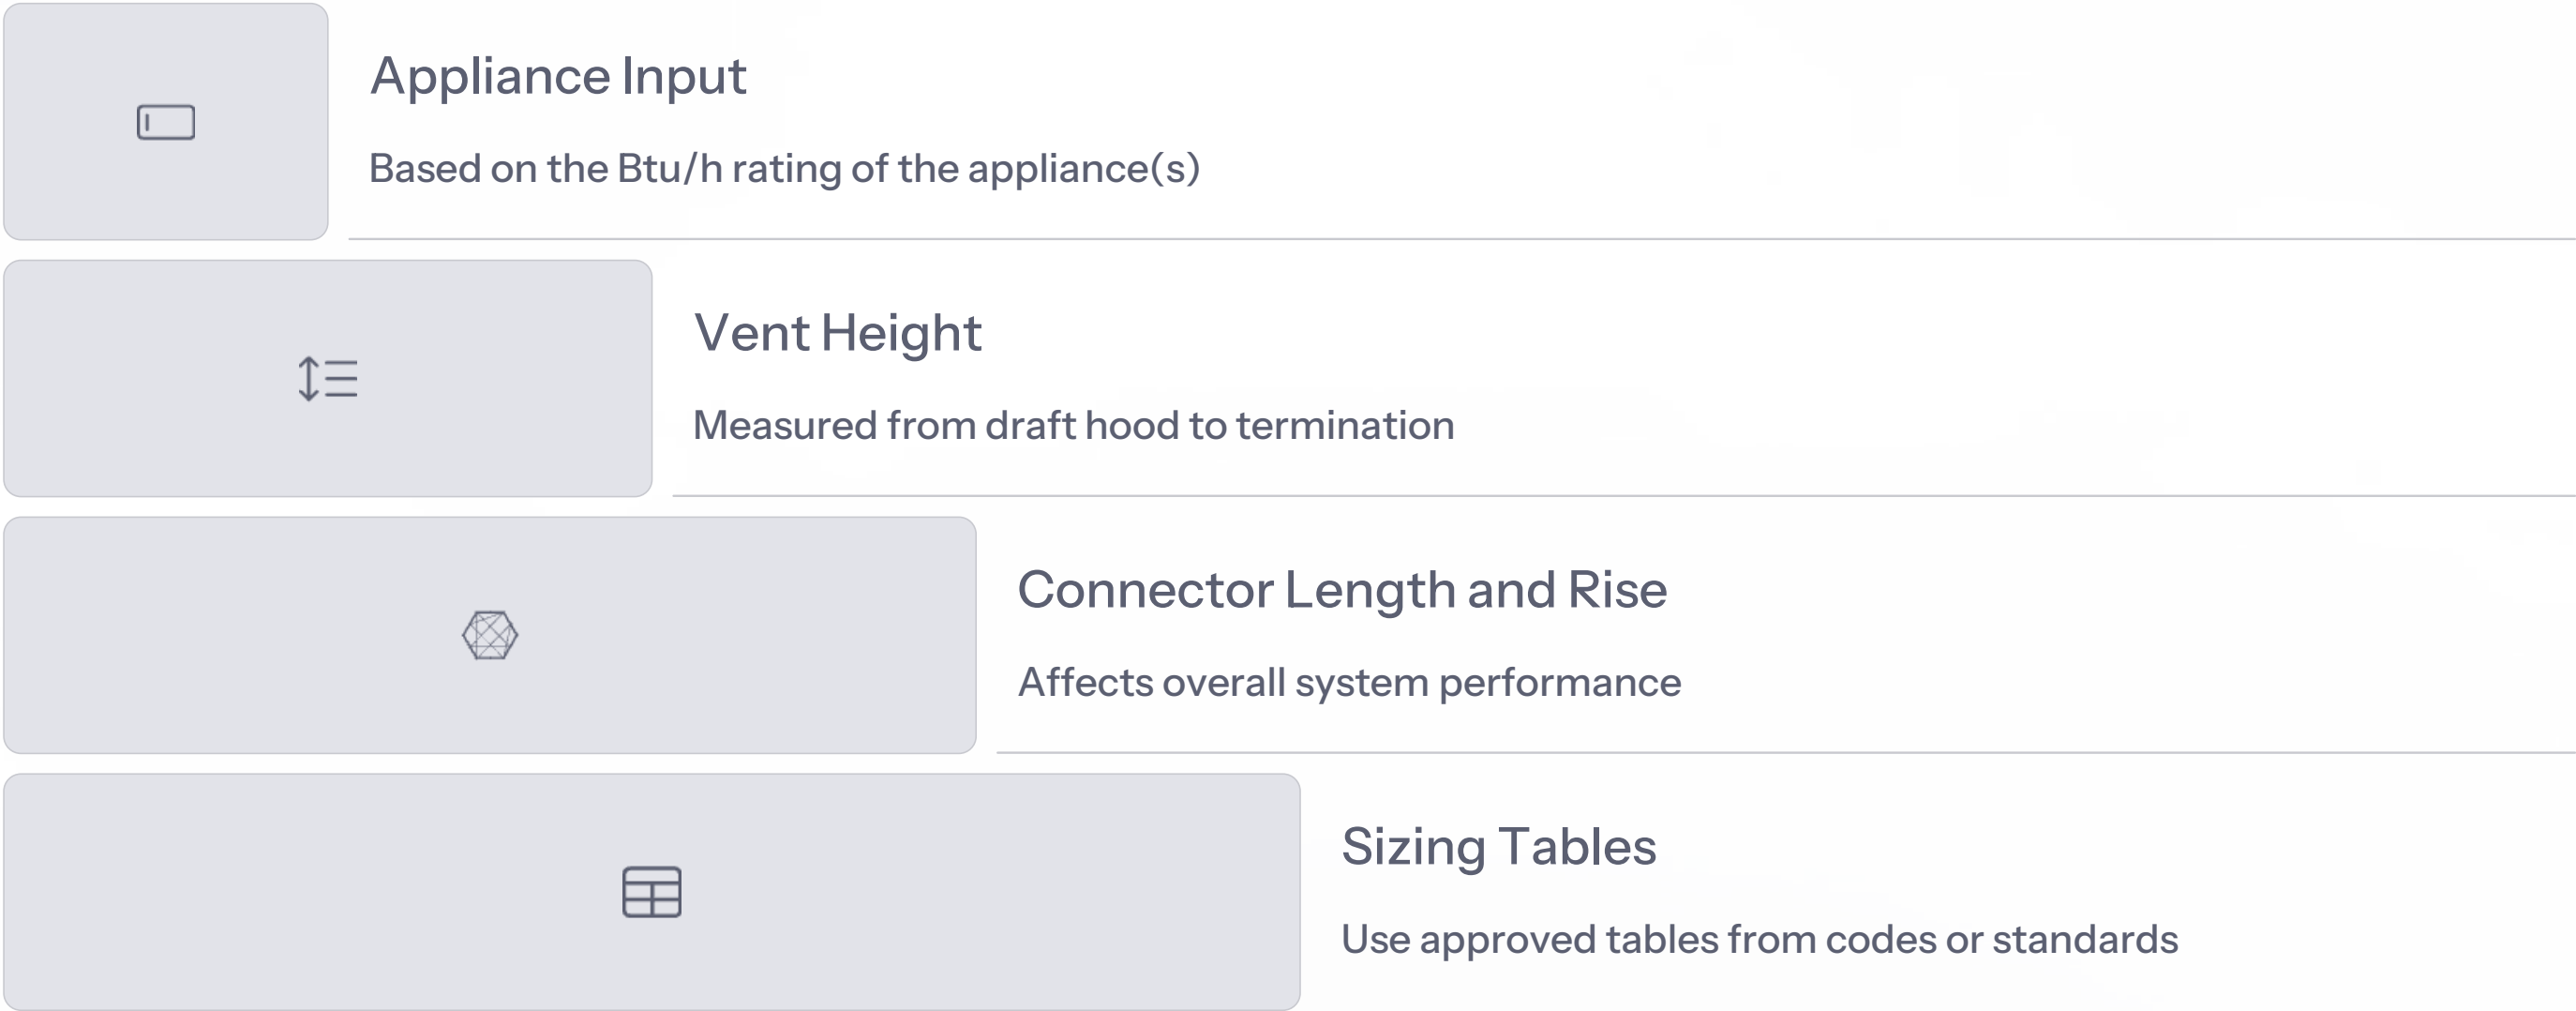 Appliance Input
Based on the Btu/h rating of the appliance(s)
Vent Height
Measured from draft hood to termination
Connector Length and Rise
Affects overall system performance
Sizing Tables
Use approved tables from codes or standards